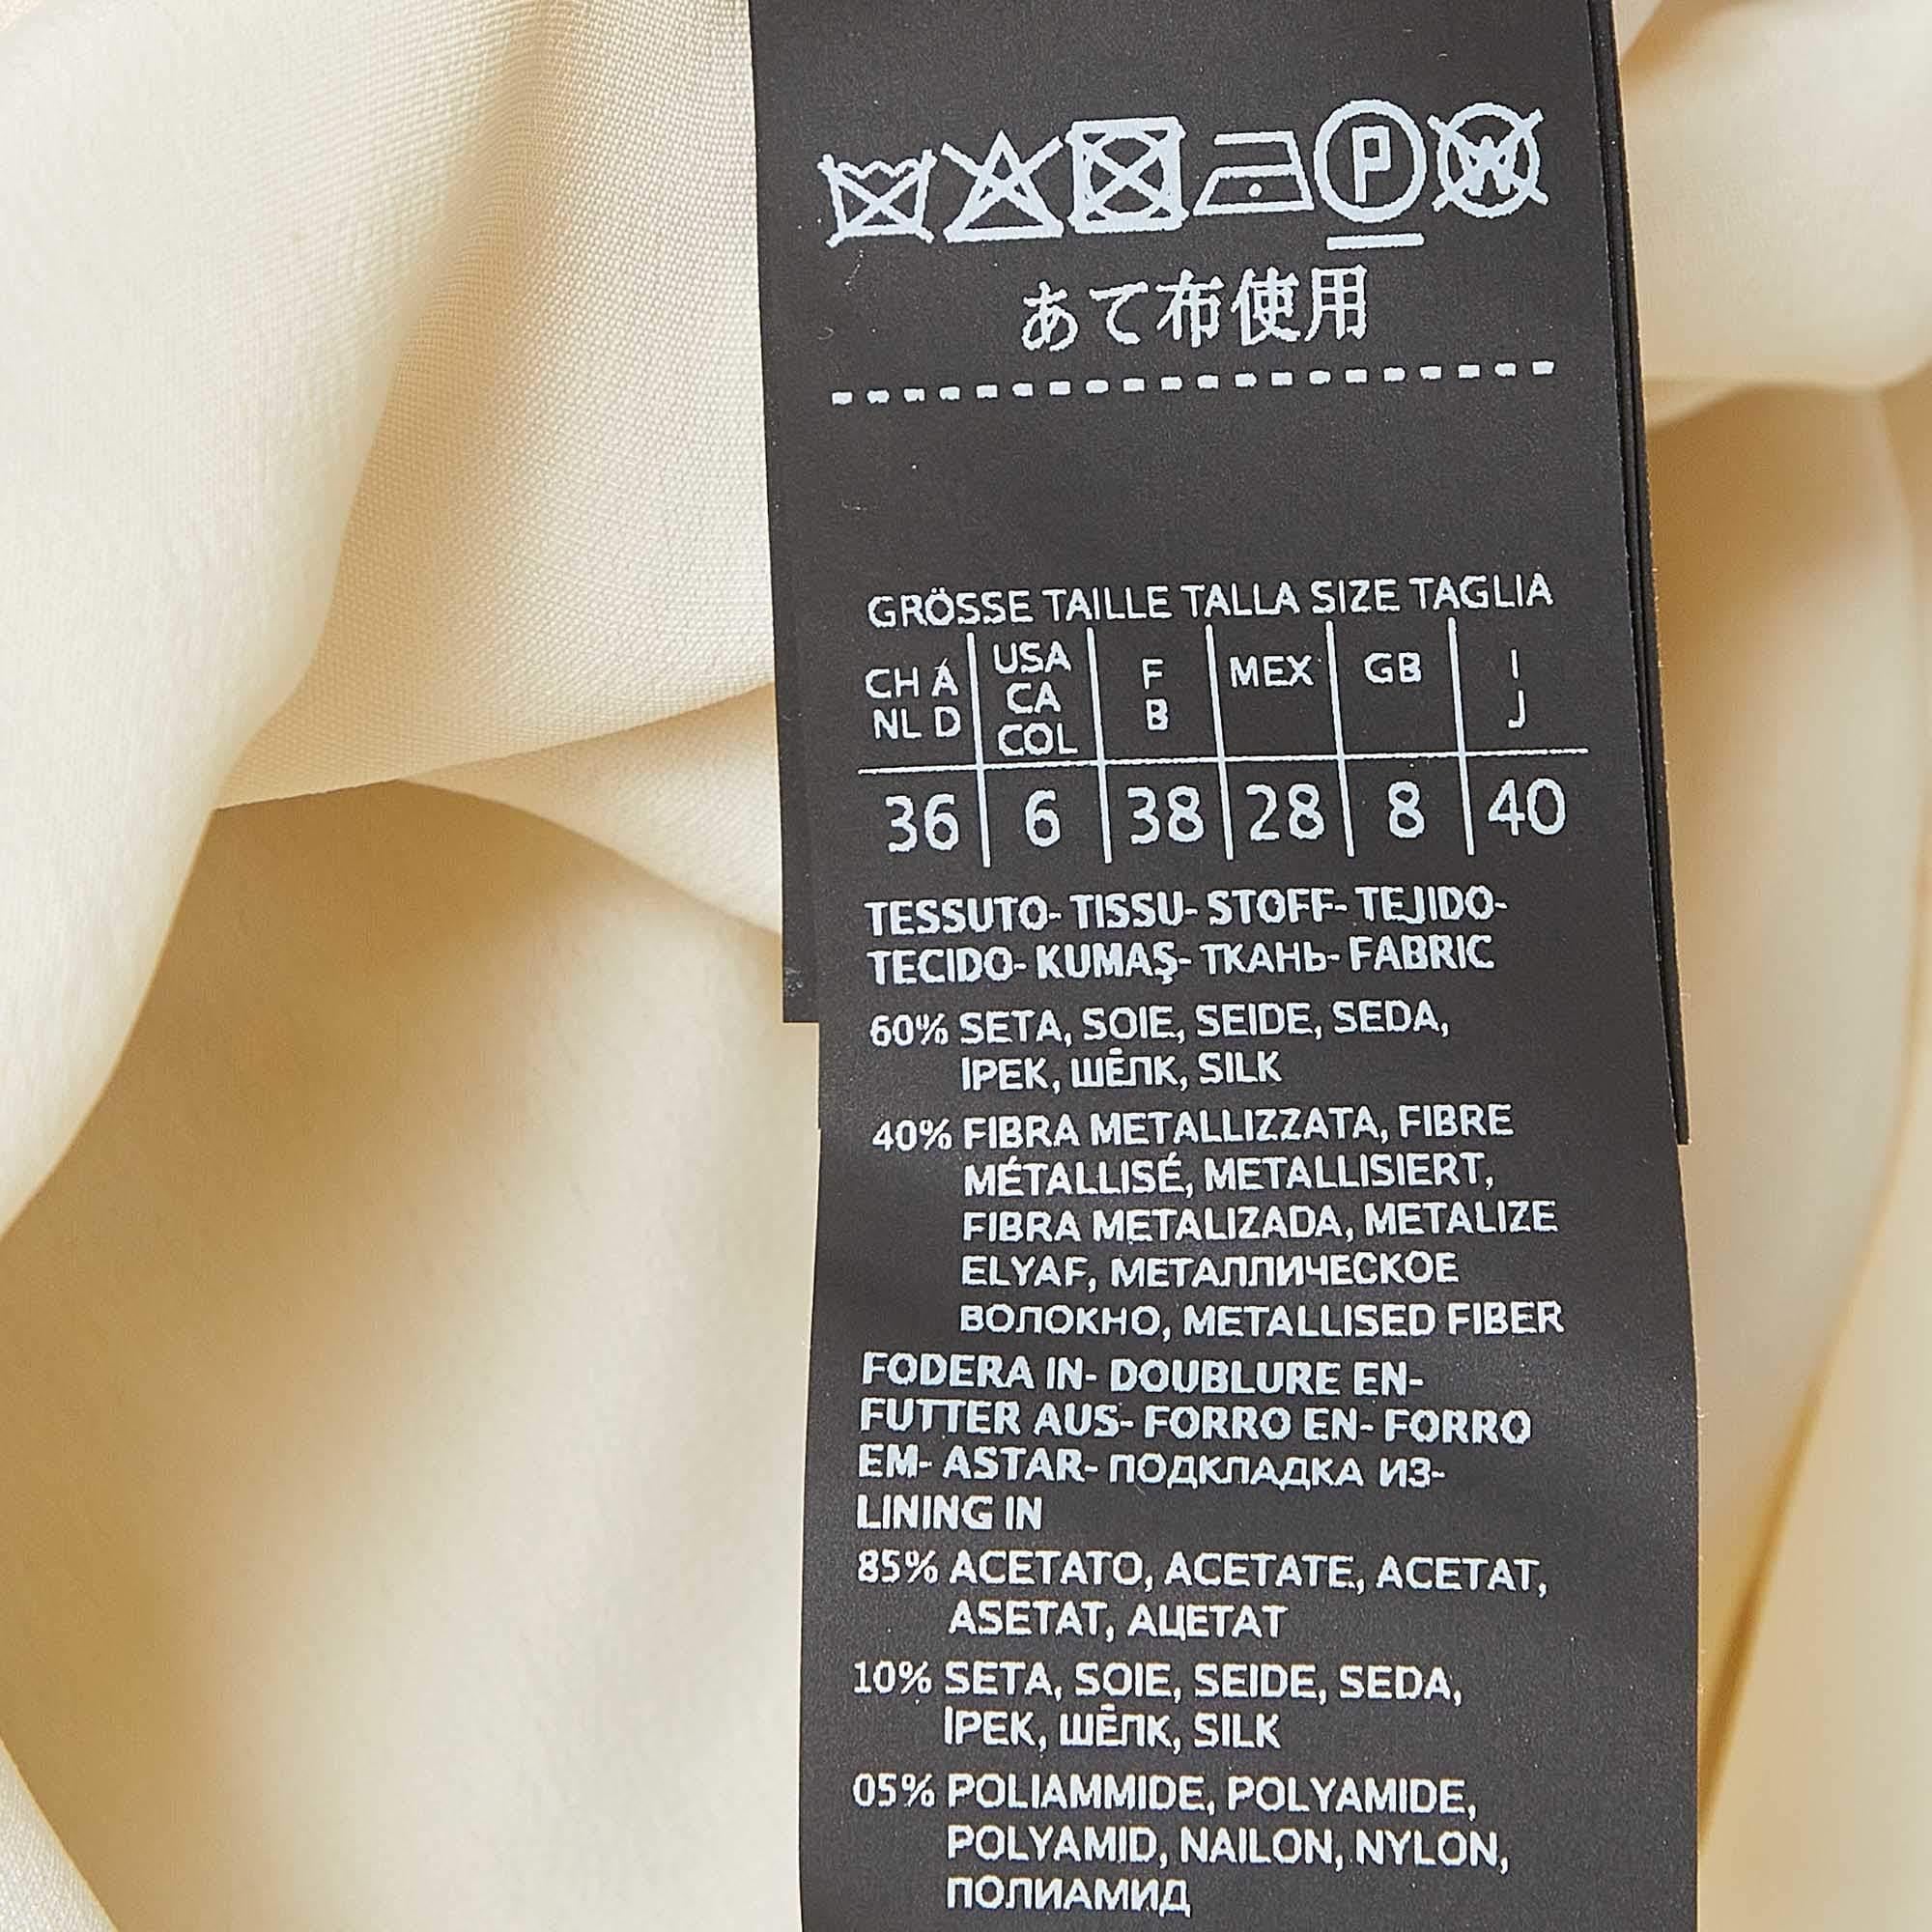 P W
あて布使用
GRÖSSE TAILLE TALLA SIZE TAGLIA
CH A USA F MEX GB I
NL D CA B J
COL
36 6 38 28 8 40
TESSUTO- TISSU- STOFF- TEJIDO-
TECIDO- KUMAŞ- ТКАНЬ- FABRIC
60% SETA, SOIE, SEIDE, SEDA,
İPEK, ШЁЛК, SILK
40% FIBRA METALLIZZATA, FIBRE
MÉTALLISÉ, METALLISIERT,
FIBRA METALIZADA, METALIZE
ELYAF, МЕТАЛЛИЧЕСКОЕ
ВОЛОКНО, METALLISED FIBER
FODERA IN- DOUBLURE EN-
FUTTER AUS- FORRO EN- FORRO
EM- ASTAR- ПОДКЛАДКА ИЗ-
LINING IN
85% ACETATO, ACETATE, ACETAT,
ASETAT, АЦЕТАТ
10% SETA, SOIE, SEIDE, SEDA,
İPEK, ШЁЛК, SILK
05% POLIAMMIDE, POLYAMIDE,
POLYAMID, NAILON, NYLON,
ПОЛИАМИД